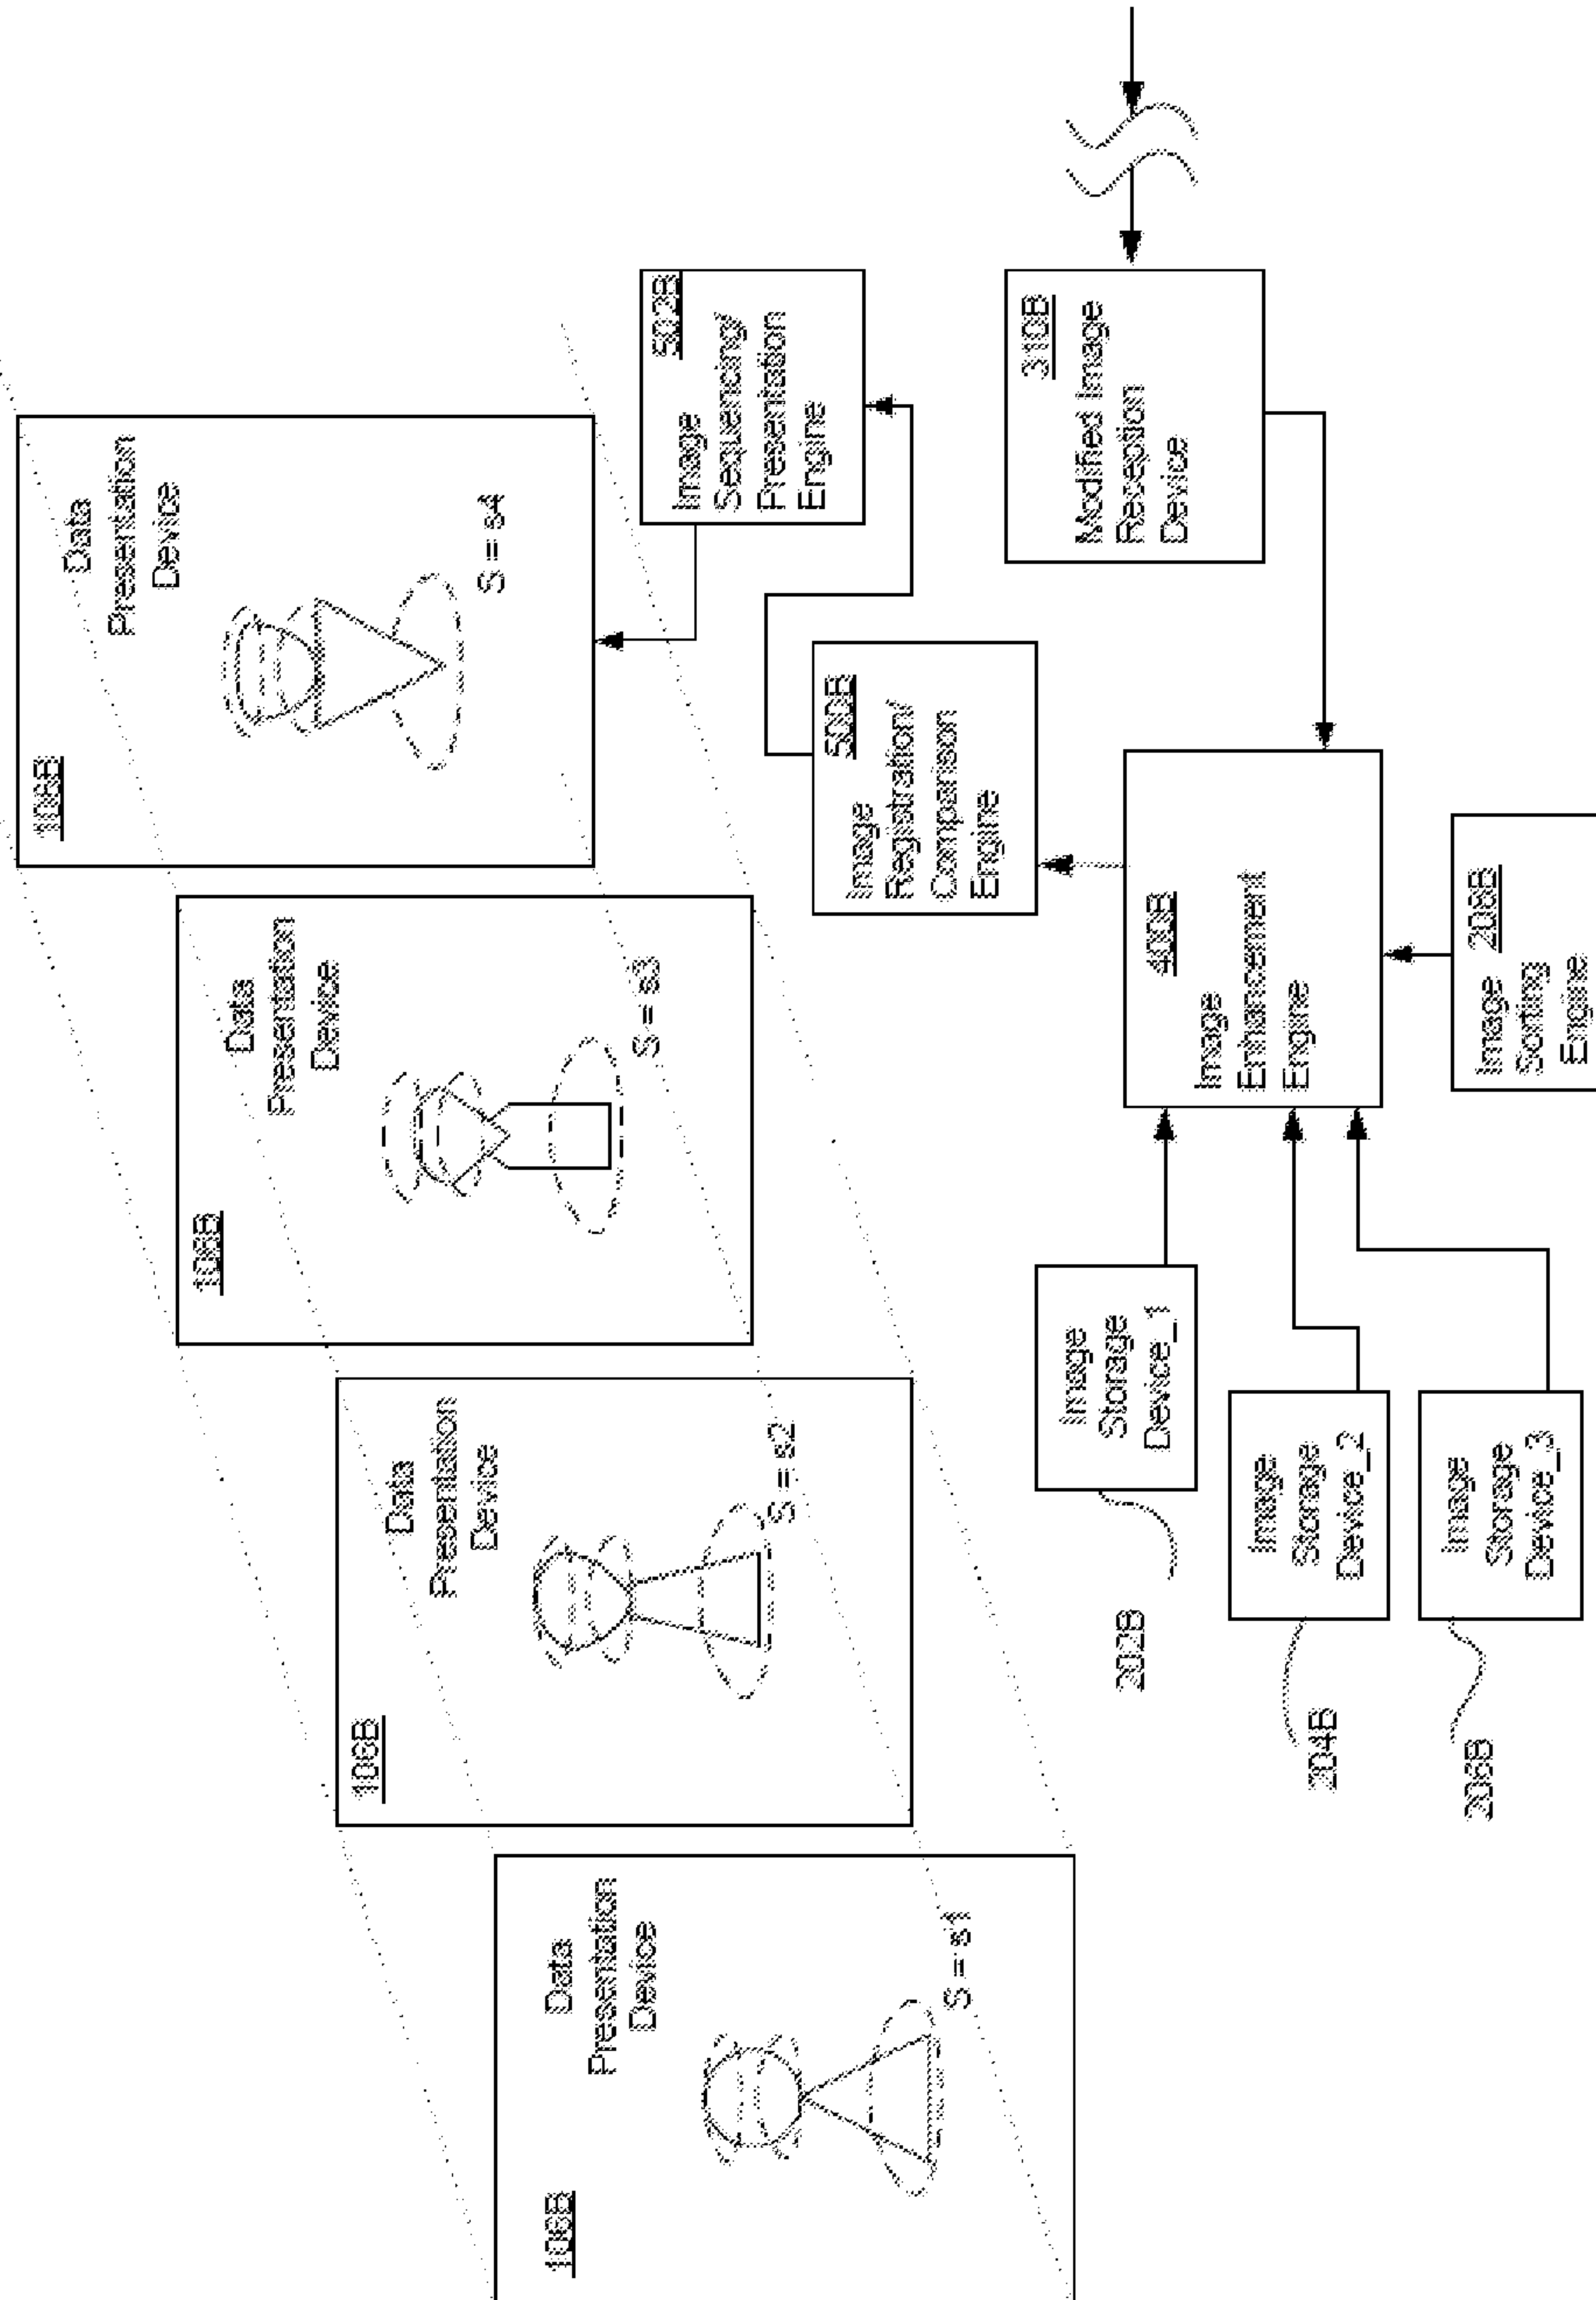 106B
Data
Presentation
Device
S = s1
106B
Data
Presentation
Device
S = s2
106B
Data
Presentation
Device
S = s3
106B
Data
Presentation
Device
S = s4
502B
Image
Sequencing/
Presentation
Engine
500B
Image
Registration/
Comparison
Engine
310B
Modified Image
Reception
Device
400B
Image
Enhancement
Engine
208B
Image
Sorting
Engine
Image
Storage
Device_1
202B
Image
Storage
Device_2
204B
Image
Storage
Device_3
206B